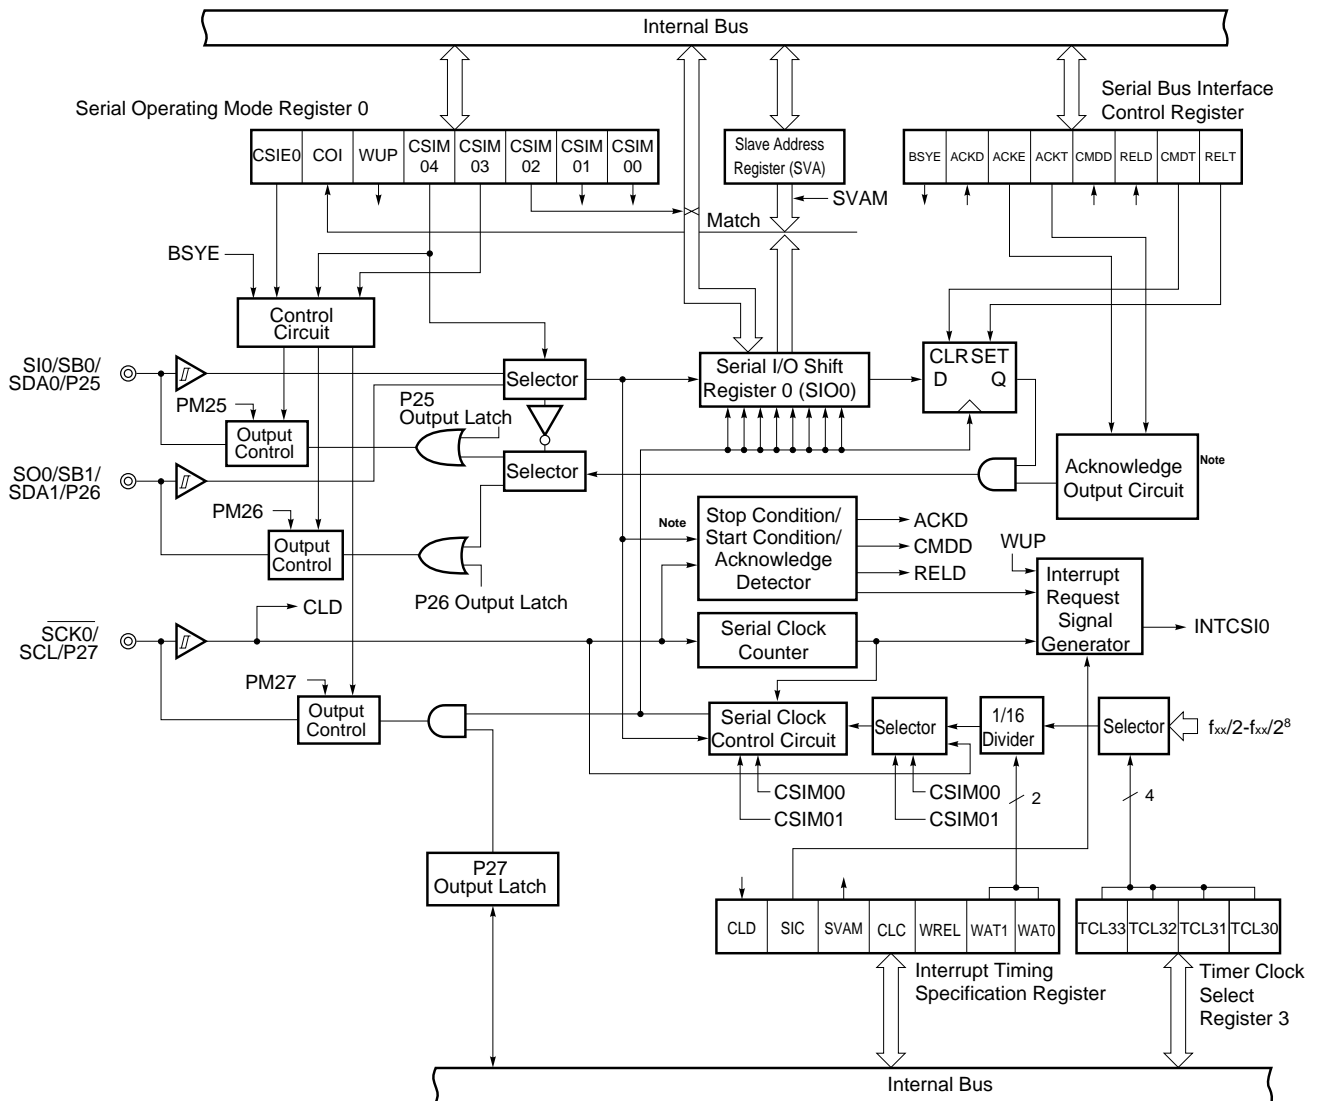 Internal Bus
Serial Operating Mode Register 0
Serial Bus Interface
Control Register
CSIE0 COI WUP CSIM 04 CSIM 03 CSIM 02 CSIM 01 CSIM 00
Slave Address
Register (SVA)
BSYE ACKD ACKE ACKT CMDD RELD CMDT RELT
SVAM
Match
BSYE
Control
Circuit
SI0/SB0/
SDA0/P25
Selector
Serial I/O Shift
Register 0 (SIO0)
CLR SET
D Q
PM25
P25
Output Latch
Output
Control
Selector
Acknowledge
Output Circuit
Note
SO0/SB1/
SDA1/P26
PM26
Output
Control
P26 Output Latch
Note
Stop Condition/
Start Condition/
Acknowledge
Detector
ACKD
CMDD
RELD
WUP
Interrupt
Request
Signal
Generator
INTCSI0
CLD
SCK0/
SCL/P27
Serial Clock
Counter
PM27
Output
Control
Serial Clock
Control Circuit
Selector
1/16
Divider
Selector
fxx/2-fxx/2⁸
CSIM00
CSIM01
CSIM00
CSIM01
2
4
P27
Output Latch
CLD SIC SVAM CLC WREL WAT1 WAT0
TCL33 TCL32 TCL31 TCL30
Interrupt Timing
Specification Register
Timer Clock
Select
Register 3
Internal Bus